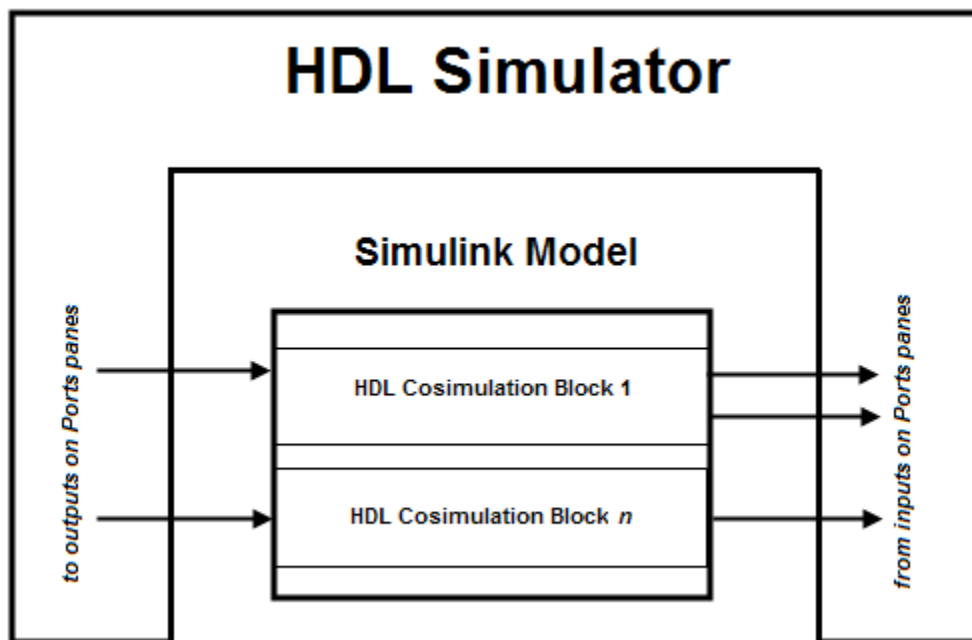 HDL Simulator
Simulink Model
to outputs on Ports panes
HDL Cosimulation Block 1
HDL Cosimulation Block n
from inputs on Ports panes